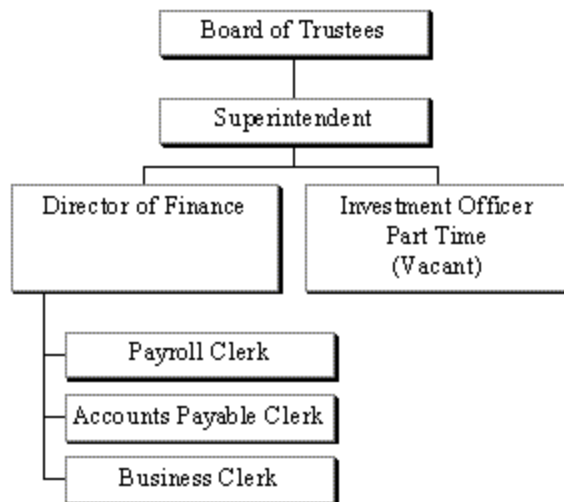 Board of Trustees
Superintendent
Director of Finance
Investment Officer
Part Time
(Vacant)
Payroll Clerk
Accounts Payable Clerk
Business Clerk